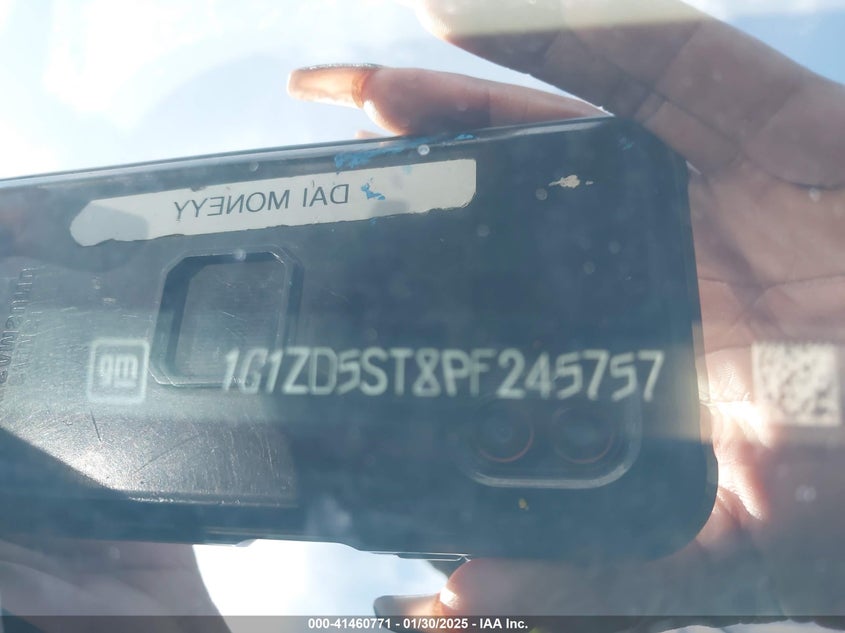 DAI MONEYY
gm 1G1ZD5ST8PF245757
000-41460771 - 01/30/2025 - IAA Inc.